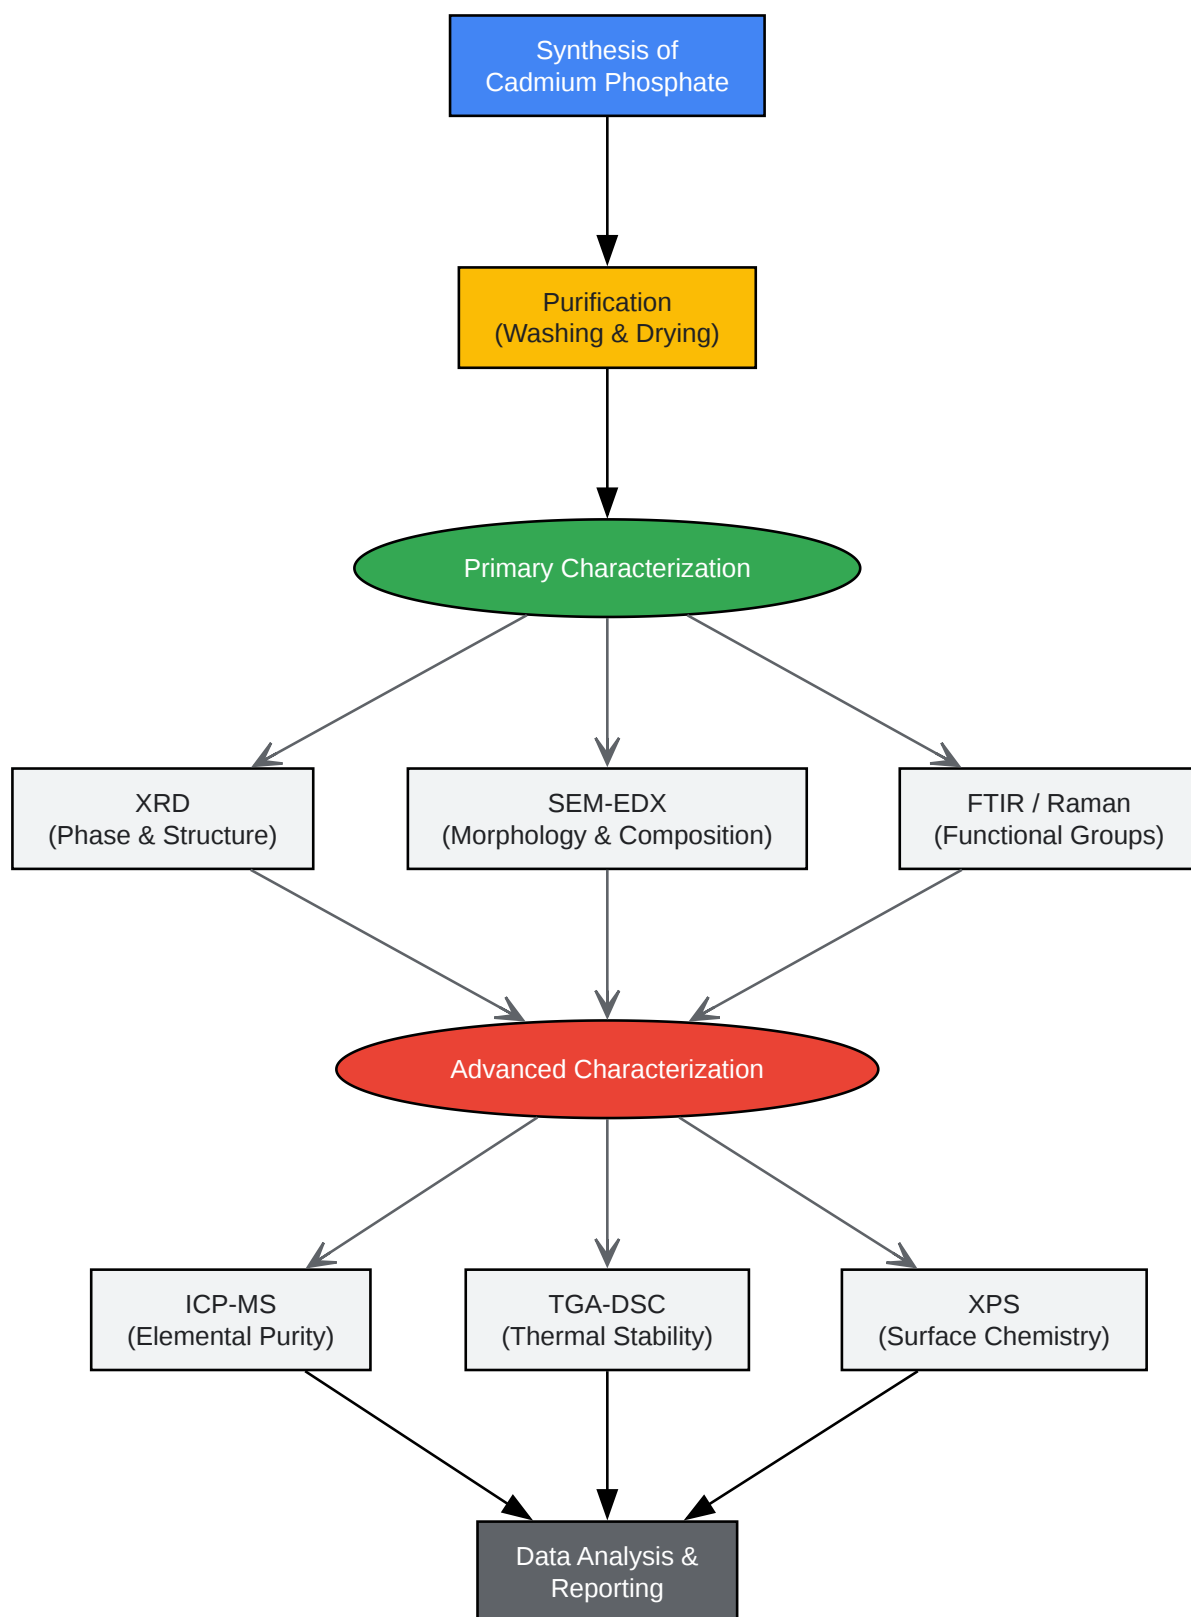 Synthesis of
Cadmium Phosphate
Purification
(Washing & Drying)
Primary Characterization
XRD
(Phase & Structure)
SEM-EDX
(Morphology & Composition)
FTIR / Raman
(Functional Groups)
Advanced Characterization
ICP-MS
(Elemental Purity)
TGA-DSC
(Thermal Stability)
XPS
(Surface Chemistry)
Data Analysis &
Reporting